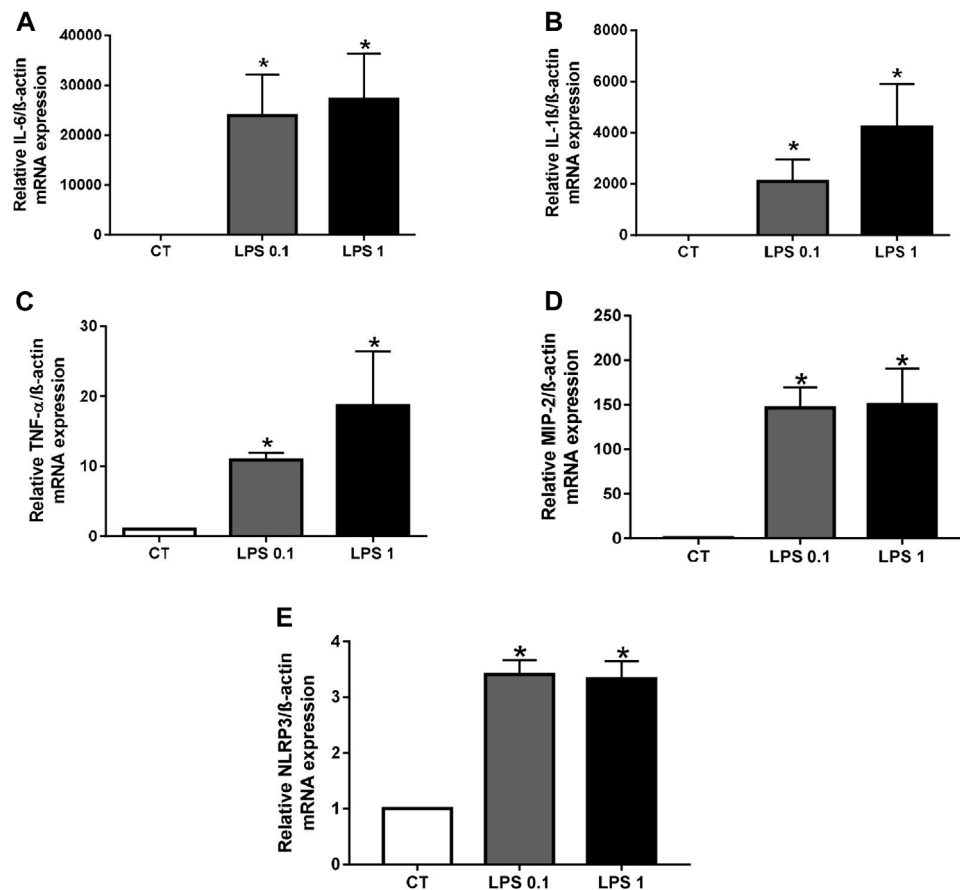 A
Relative IL-6/ß-actin
mRNA expression
40000
30000
20000
10000
0
*
*
CT
LPS 0.1
LPS 1
B
Relative IL-1ß/ß-actin
mRNA expression
8000
6000
4000
2000
0
*
*
CT
LPS 0.1
LPS 1
C
Relative TNF-α/ß-actin
mRNA expression
30
20
10
0
*
*
CT
LPS 0.1
LPS 1
D
Relative MIP-2/ß-actin
mRNA expression
250
200
150
100
50
0
*
*
CT
LPS 0.1
LPS 1
E
Relative NLRP3/ß-actin
mRNA expression
4
3
2
1
0
*
*
CT
LPS 0.1
LPS 1